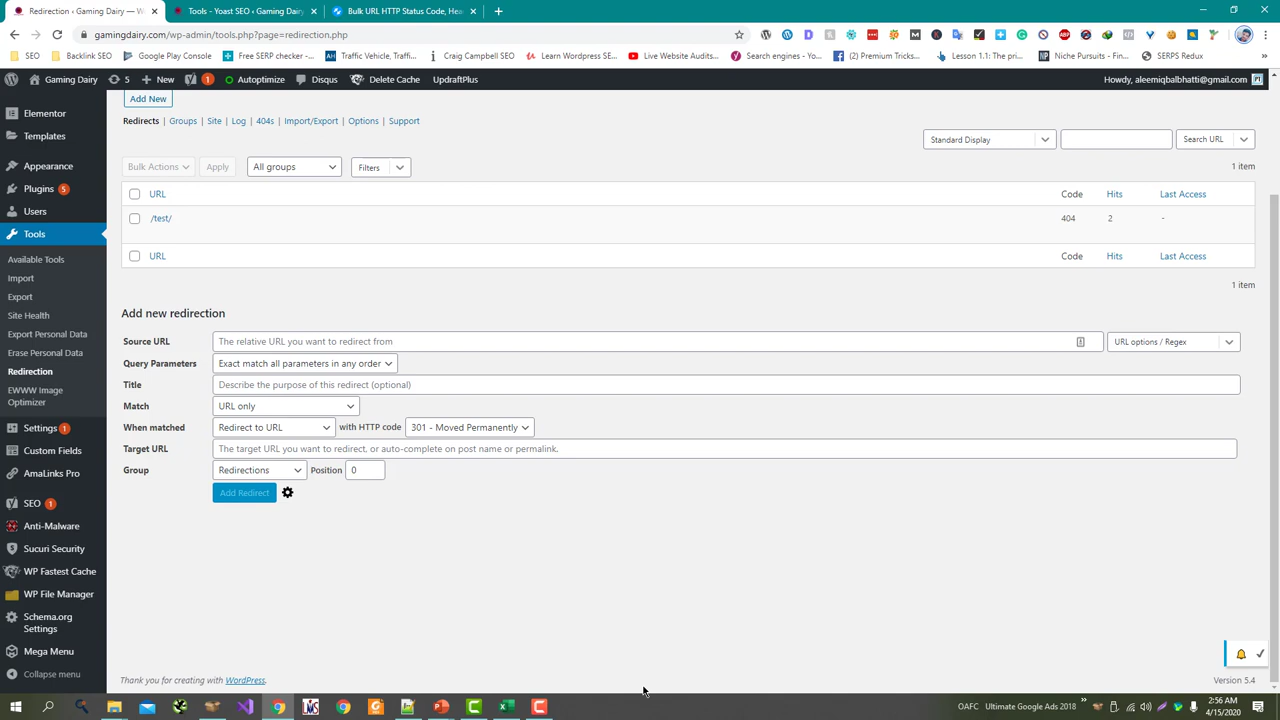 Redirection ‹ Gaming Dairy — W
Tools - Yoast SEO ‹ Gaming Dairy
Bulk URL HTTP Status Code, Hea
gamingdairy.com/wp-admin/tools.php?page=redirection.php
SEO
Backlink SEO
Google Play Console
Free SERP checker -...
Traffic Vehicle, Traffi...
Craig Campbell SEO
Learn Wordpress SE...
Live Website Audits...
Search engines - Yo...
(2) Premium Tricks...
Lesson 1.1: The pri...
Niche Pursuits - Fin...
SERPS Redux
»
Gaming Dairy
5
New
1
Autoptimize
Disqus
Delete Cache
UpdraftPlus
Howdy, aleemiqbalbhatti@gmail.com
Elementor
Templates
Appearance
Plugins 5
Users
Tools
Available Tools
Import
Export
Site Health
Export Personal Data
Erase Personal Data
Redirection
EWWW Image
Optimizer
Settings 1
Custom Fields
AmaLinks Pro
SEO 1
Anti-Malware
Sucuri Security
WP Fastest Cache
WP File Manager
Schema.org
Settings
Mega Menu
Collapse menu
Add New
Redirects | Groups | Site | Log | 404s | Import/Export | Options | Support
Standard Display
Search URL
Bulk Actions
Apply
All groups
Filters
1 item
URL Code Hits Last Access
/test/ 404 2 -
URL Code Hits Last Access
1 item
Add new redirection
Source URL The relative URL you want to redirect from URL options / Regex
Query Parameters Exact match all parameters in any order
Title Describe the purpose of this redirect (optional)
Match URL only
When matched Redirect to URL with HTTP code 301 - Moved Permanently
Target URL The target URL you want to redirect, or auto-complete on post name or permalink.
Group Redirections Position 0
Add Redirect
Thank you for creating with WordPress.
Version 5.4
OAFC
Ultimate Google Ads 2018
»
2:56 AM
4/15/2020